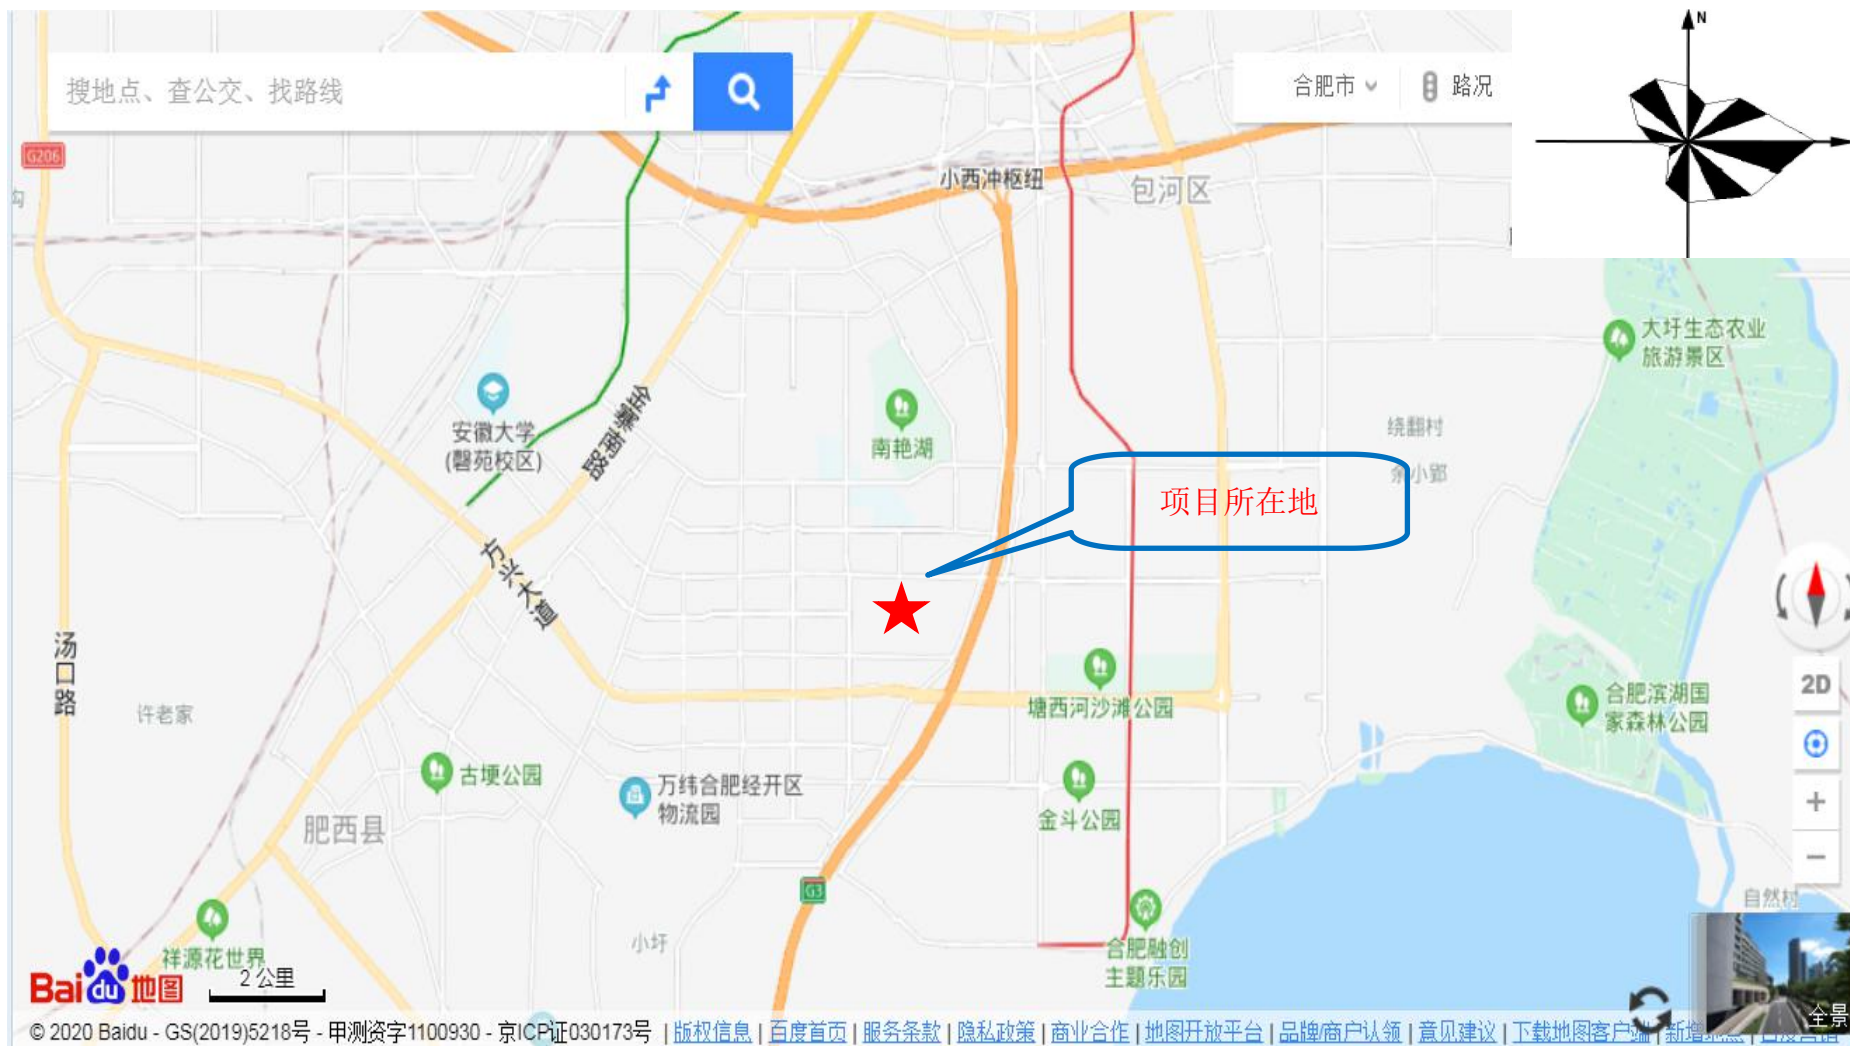 N
搜地点、查公交、找路线
合肥市
路况
G206
小西冲枢纽
包河区
大圩生态农业
旅游景区
安徽大学
(磬苑校区)
金寨南路
南艳湖
绕翻村
余小郢
项目所在地
方兴大道
汤口路
许老家
塘西河沙滩公园
合肥滨湖国
家森林公园
2D
古埂公园
万纬合肥经开区
物流园
金斗公园
肥西县
G3
自然村
祥源花世界
小圩
合肥融创
主题乐园
Bai du 地图
2 公里
全景
© 2020 Baidu - GS(2019)5218号 - 甲测资字1100930 - 京ICP证030173号 | 版权信息 | 百度首页 | 服务条款 | 隐私政策 | 商业合作 | 地图开放平台 | 品牌/商户认领 | 意见建议 | 下载地图客户端 | 新增